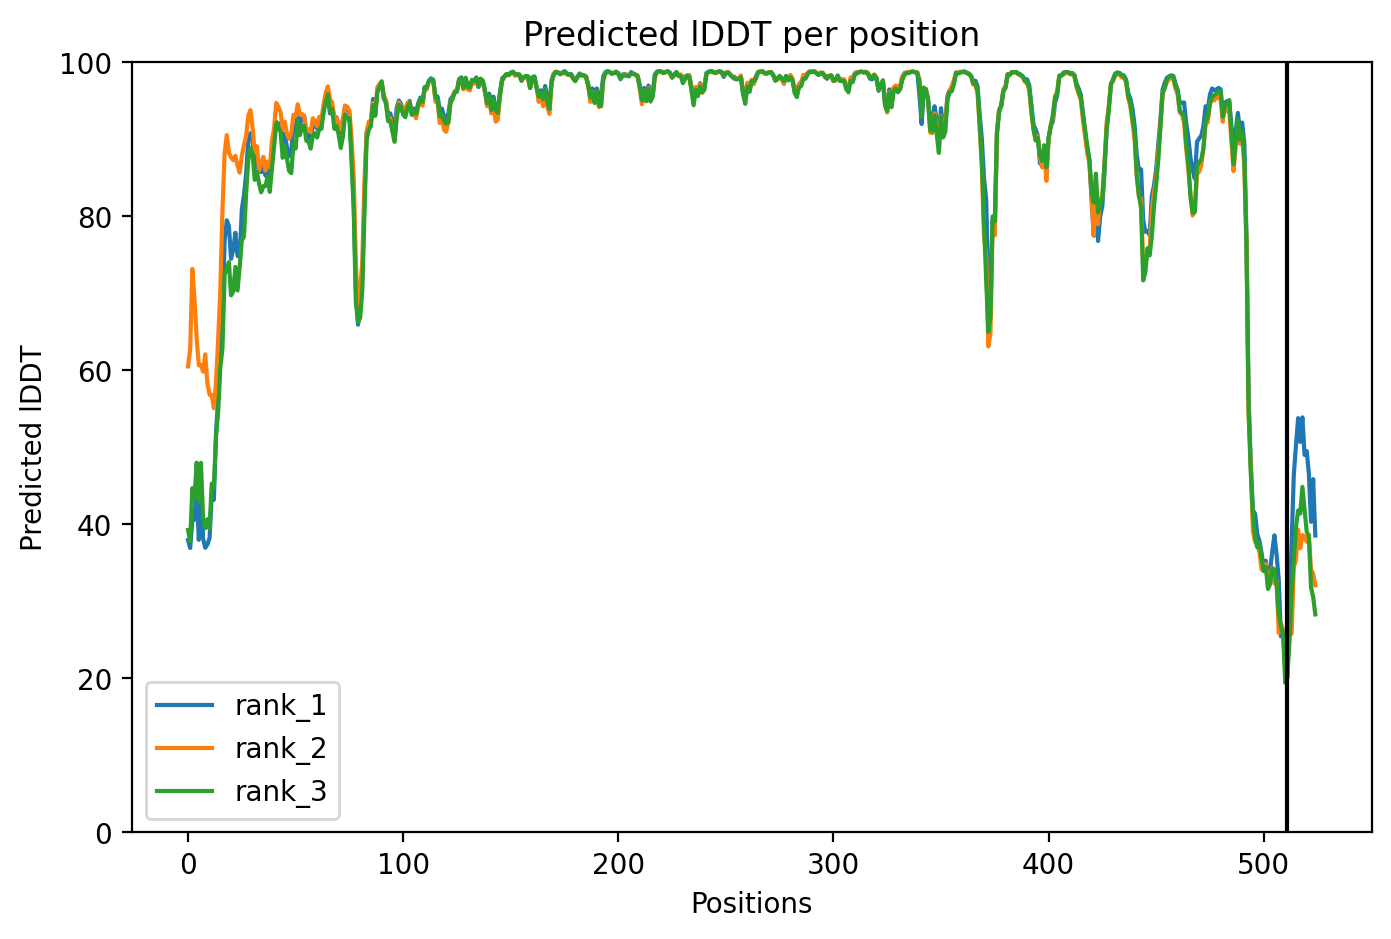 Predicted lDDT per position
100
80
60
40
20
0
Predicted lDDT
rank_1
rank_2
rank_3
0 100 200 300 400 500
Positions